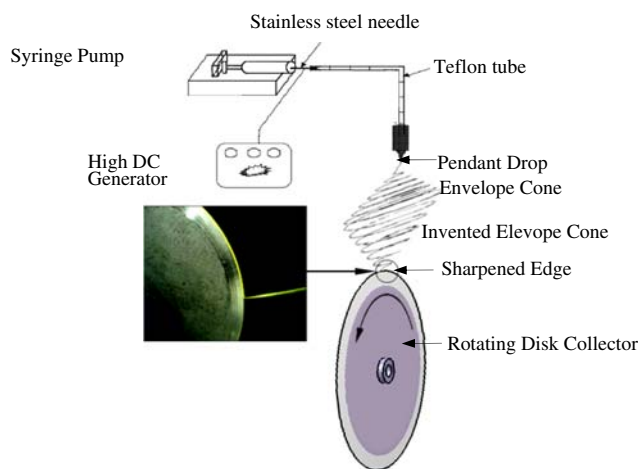 Stainless steel needle
Syringe Pump
Teflon tube
High DC
Generator
Pendant Drop
Envelope Cone
Invented Elevope Cone
Sharpened Edge
Rotating Disk Collector